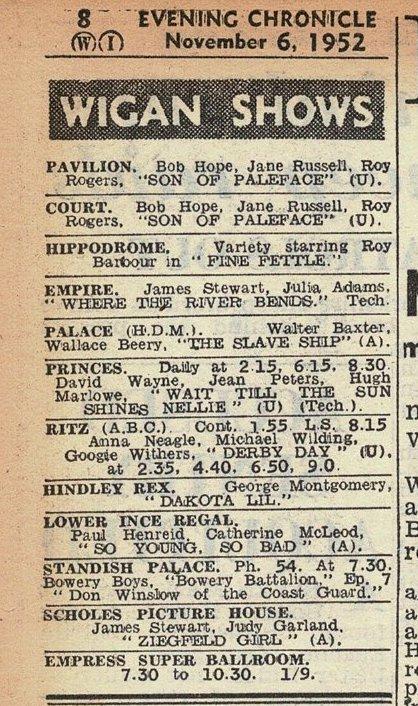 8 EVENING CHRONICLE
(W)(I) November 6, 1952
WIGAN SHOWS
PAVILION. Bob Hope, Jane Russell, Roy
Rogers, "SON OF PALEFACE" (U).
COURT. Bob Hope, Jane Russell, Roy
Rogers, "SON OF PALEFACE" (U).
HIPPODROME. Variety starring Roy
Barbour in "FINE FETTLE."
EMPIRE. James Stewart, Julia Adams,
"WHERE THE RIVER BENDS." Tech.
PALACE (H.D.M.). Walter Baxter,
Wallace Beery, "THE SLAVE SHIP" (A).
PRINCES. Daily at 2.15, 6.15, 8.30.
David Wayne, Jean Peters, Hugh
Marlowe, "WAIT TILL THE SUN
SHINES NELLIE" (U) (Tech.).
RITZ (A.B.C.). Cont. 1.55. L.S. 8.15
Anna Neagle, Michael Wilding,
Googie Withers, "DERBY DAY" (U),
at 2.35, 4.40, 6.50, 9.0.
HINDLEY REX. George Montgomery,
"DAKOTA LIL."
LOWER INCE REGAL.
Paul Henreid, Catherine McLeod,
"SO YOUNG, SO BAD" (A).
STANDISH PALACE. Ph. 54. At 7.30.
Bowery Boys, "Bowery Battalion," Ep. 7
"Don Winslow of the Coast Guard."
SCHOLES PICTURE HOUSE.
James Stewart, Judy Garland,
"ZIEGFELD GIRL" (A).
EMPRESS SUPER BALLROOM.
7.30 to 10.30. 1/9.